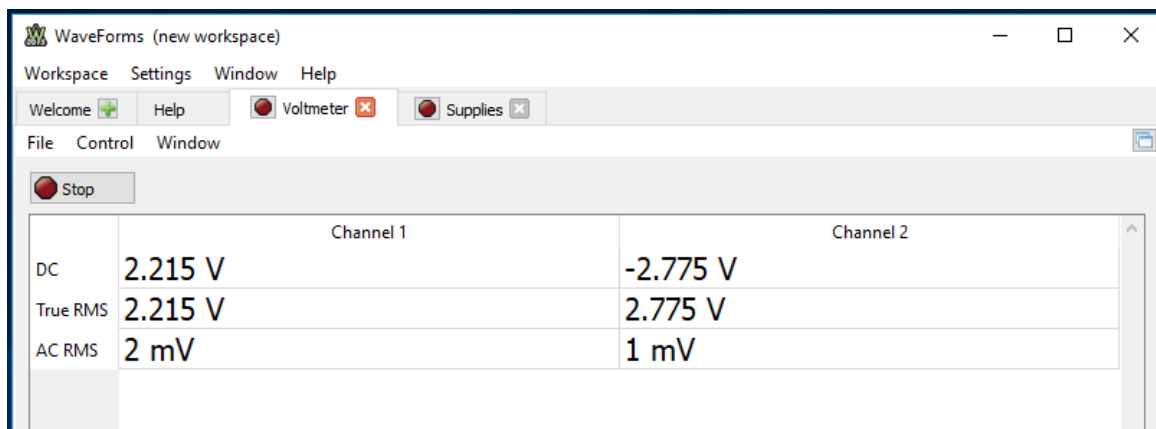 WaveForms (new workspace)
Workspace Settings Window Help
Welcome Help Voltmeter Supplies
File Control Window
Stop
Channel 1 Channel 2
DC 2.215 V -2.775 V
True RMS 2.215 V 2.775 V
AC RMS 2 mV 1 mV